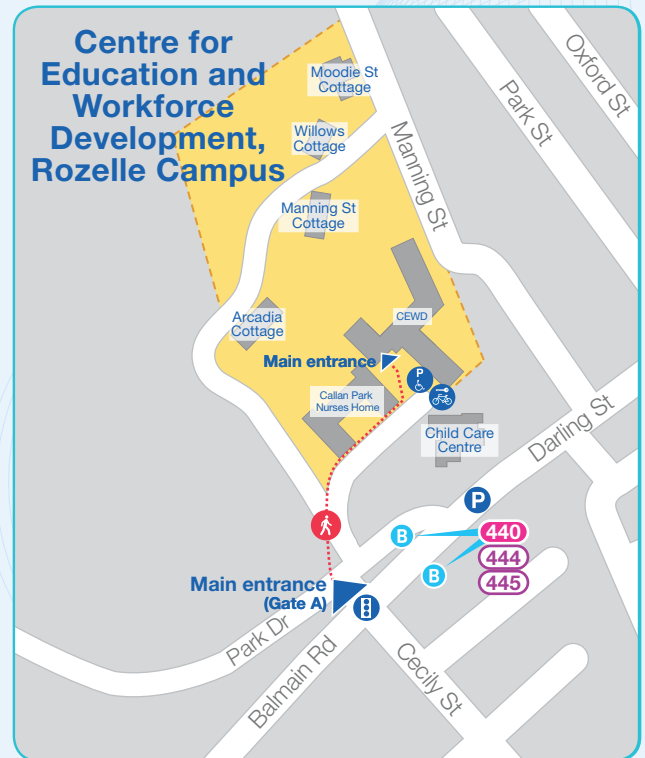 Centre for
Education and
Workforce
Development,
Rozelle Campus
Moodie St
Cottage
Willows
Cottage
Manning St
Cottage
Arcadia
Cottage
CEWD
Main entrance
Callan Park
Nurses Home
P
Child Care
Centre
Manning St
Park St
Oxford St
Darling St
P
B
440
444
445
B
Main entrance
(Gate A)
Park Dr
Balmain Rd
Cecily St